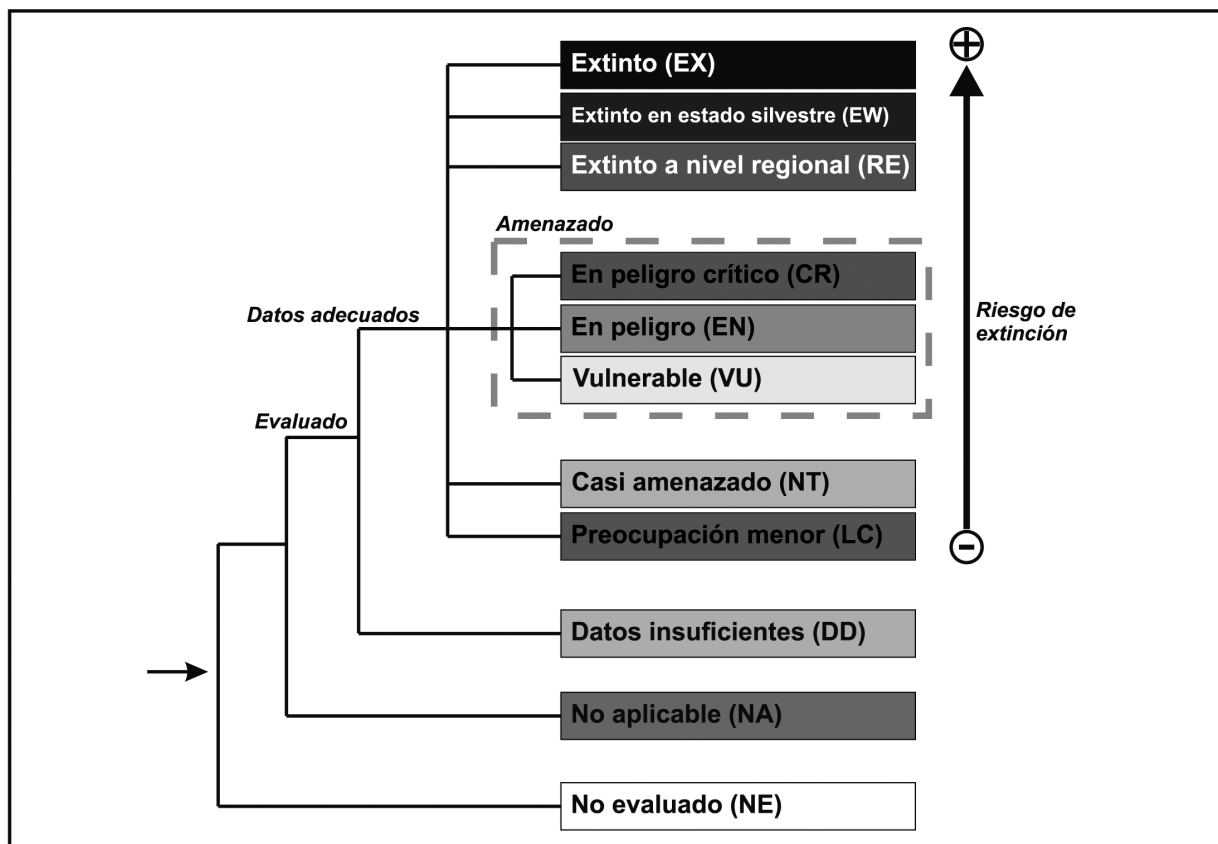 Extinto (EX)
Extinto en estado silvestre (EW)
Extinto a nivel regional (RE)
Amenazado
En peligro crítico (CR)
Datos adecuados
En peligro (EN)
Riesgo de
extinción
Vulnerable (VU)
Evaluado
Casi amenazado (NT)
Preocupación menor (LC)
Datos insuficientes (DD)
No aplicable (NA)
No evaluado (NE)